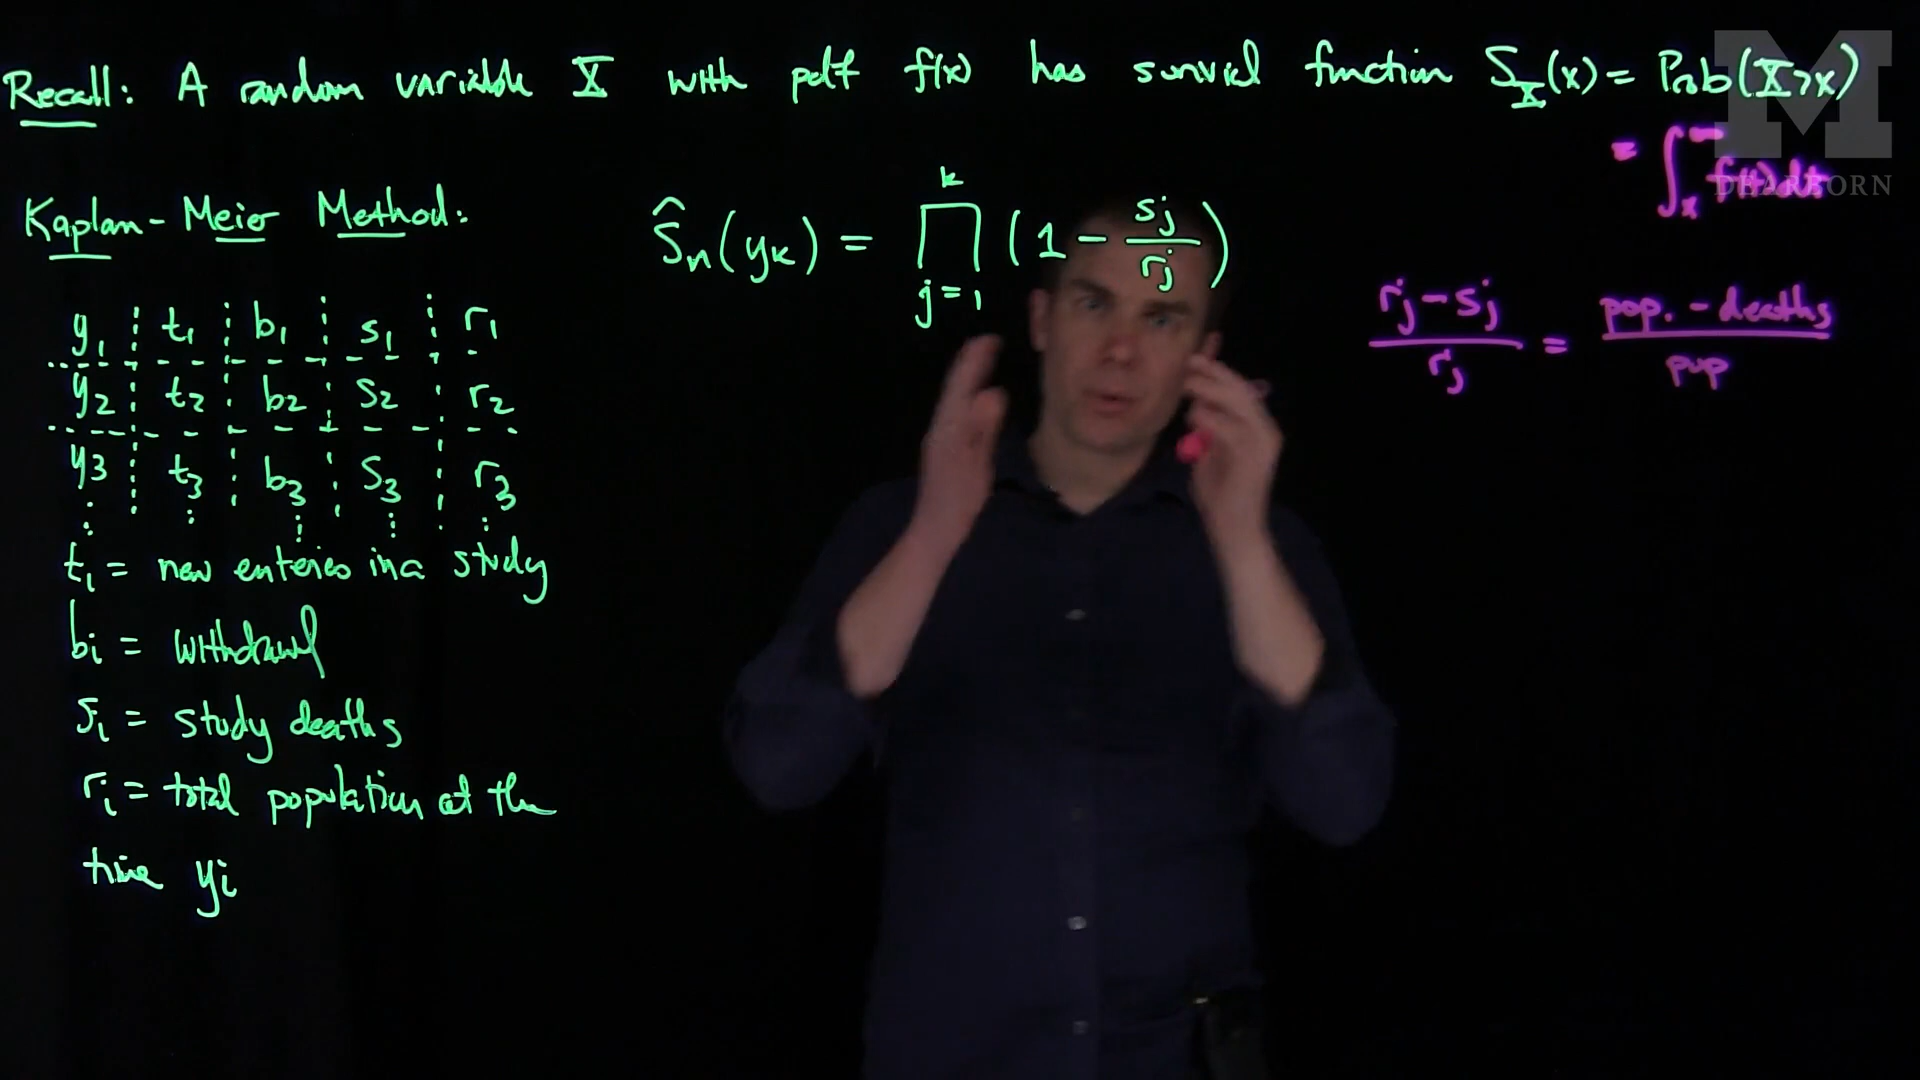 Recall: A random variable X with pdf f(x) has survival function S_X(x) = Prob(X>x)
= ∫_x^∞ f(t)dt
M
DEARBORN
Kaplan-Meier Method:
Ŝ_n(y_k) = ∏_{j=1}^{k} (1 - s_j/r_j)
(r_j - s_j)/r_j = (pop. - deaths)/pop
y_1 t_1 b_1 s_1 r_1
y_2 t_2 b_2 s_2 r_2
y_3 t_3 b_3 s_3 r_3
⋮ ⋮ ⋮ ⋮ ⋮
t_i = new enteries in a study
b_i = withdrawl
s_i = study deaths
r_i = total population at the
time y_i